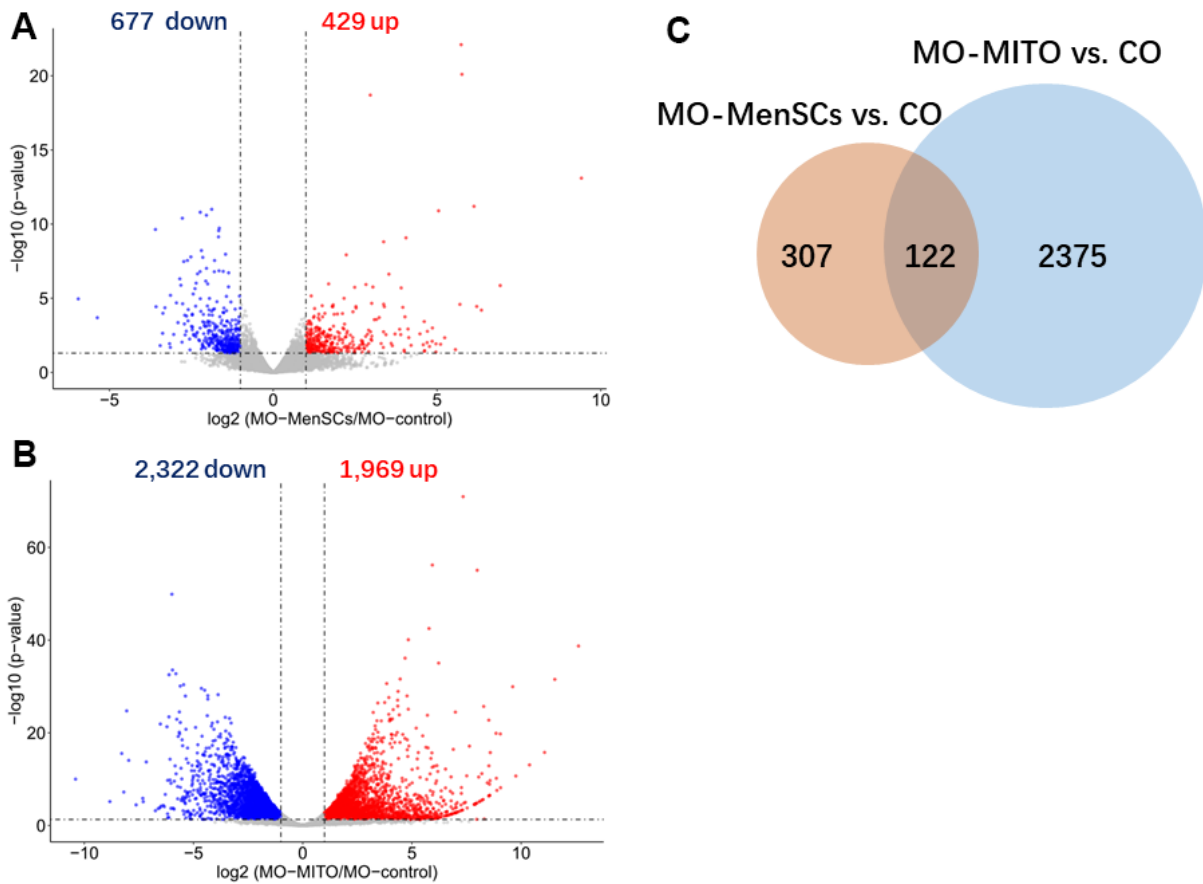 A
677 down
429 up
20
15
10
5
0
−log10 (p−value)
−5
0
5
10
log2 (MO−MenSCs/MO−control)
B
2,322 down
1,969 up
60
40
20
0
−log10 (p−value)
−10
−5
0
5
10
log2 (MO−MITO/MO−control)
C
MO-MITO vs. CO
MO-MenSCs vs. CO
307
122
2375